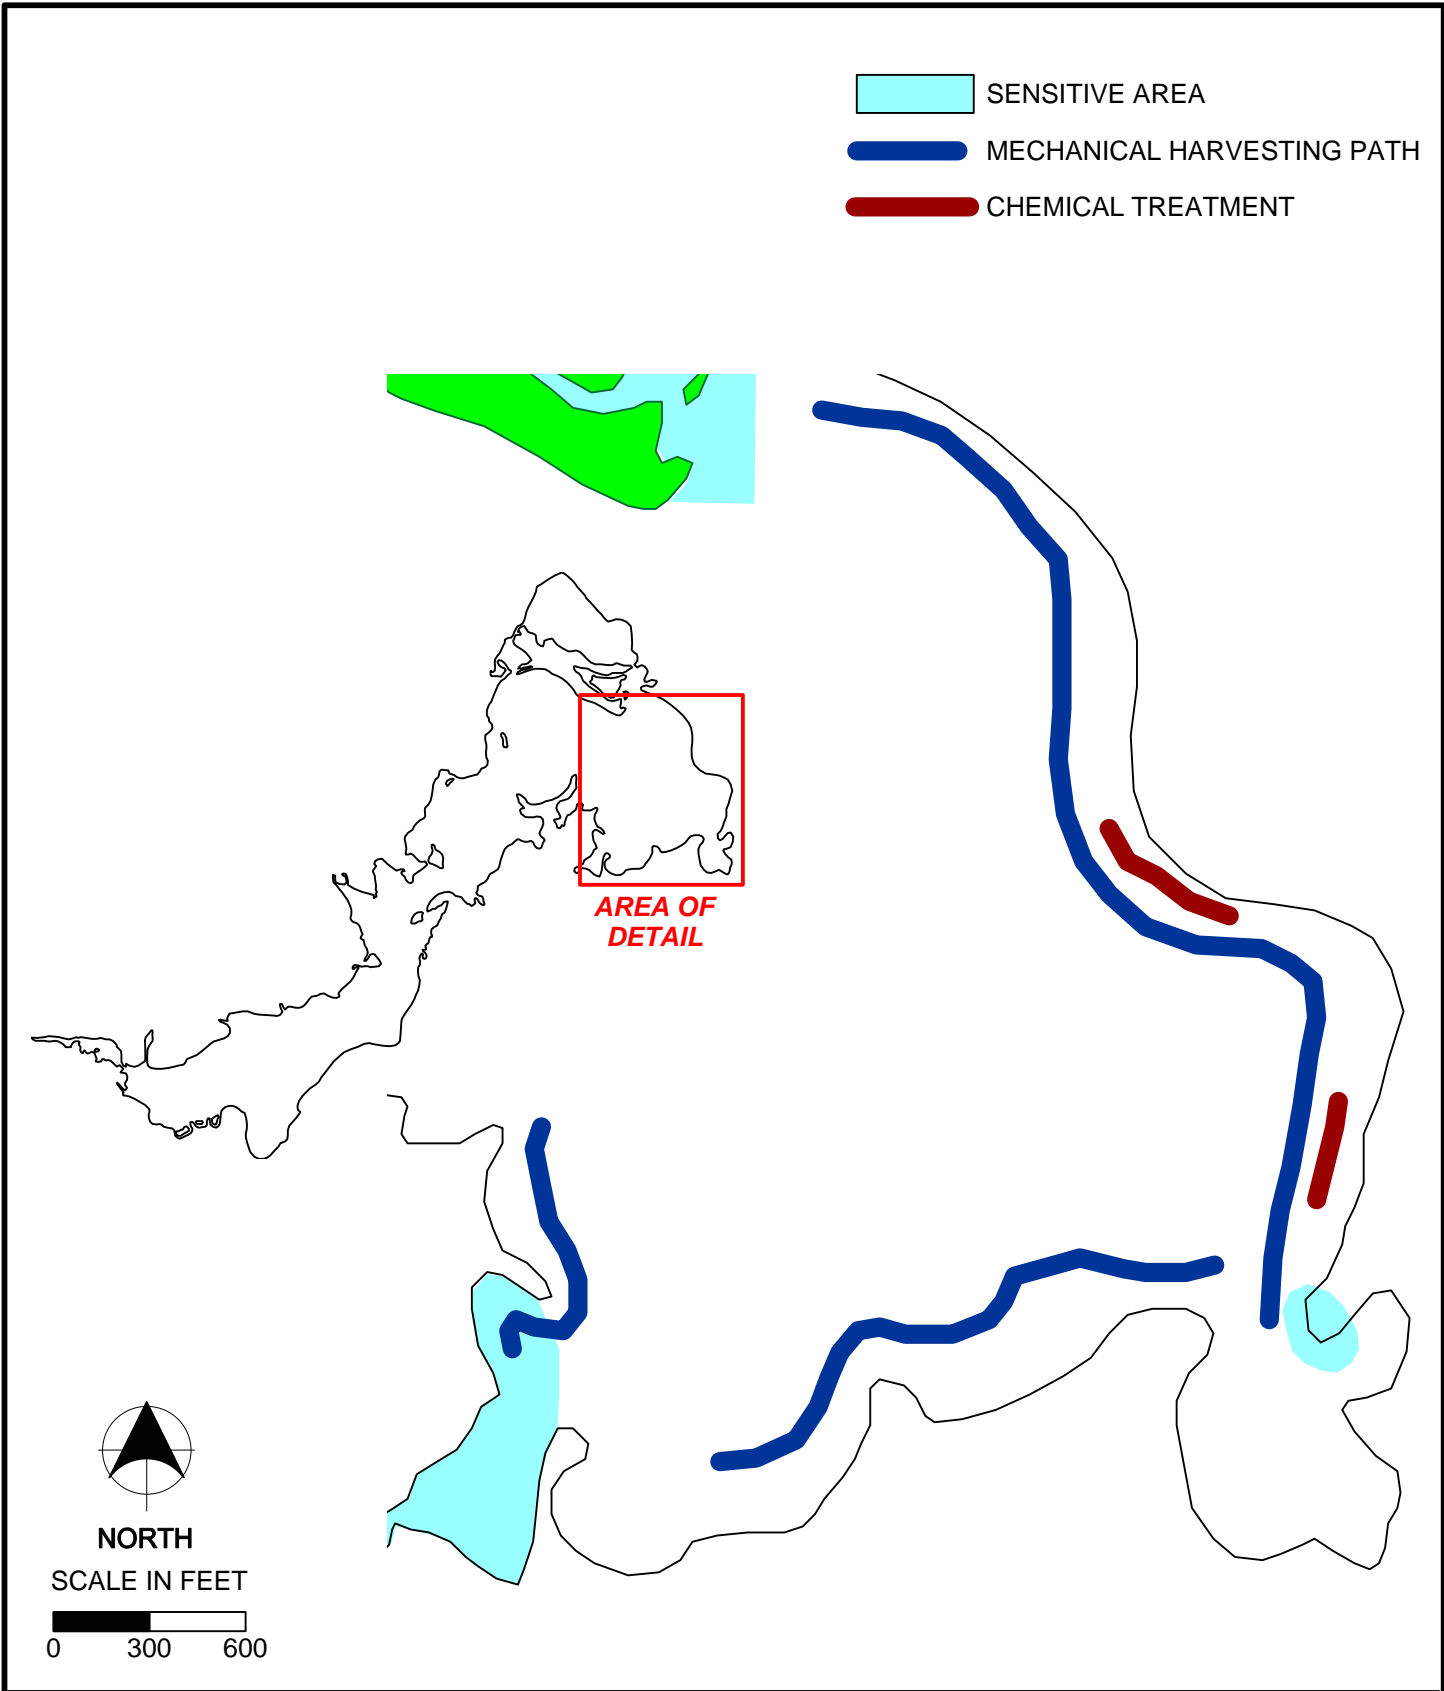 SENSITIVE AREA
MECHANICAL HARVESTING PATH
CHEMICAL TREATMENT
AREA OF
DETAIL
NORTH
SCALE IN FEET
0 300 600